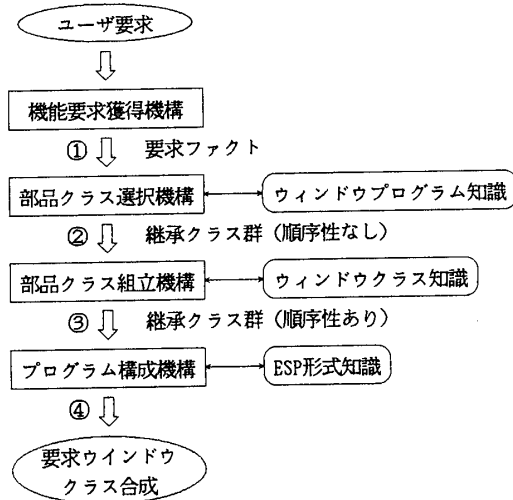 ユーザ要求
機能要求獲得機構
① 要求ファクト
部品クラス選択機構 ウィンドウプログラム知識
② 継承クラス群（順序性なし）
部品クラス組立機構 ウィンドウクラス知識
③ 継承クラス群（順序性あり）
プログラム構成機構 ESP形式知識
④
要求ウインドウ
クラス合成